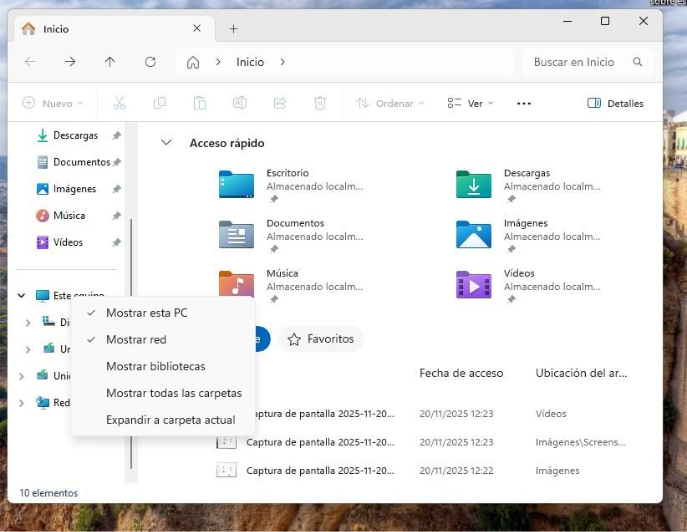 sobre es
Inicio
Inicio
Buscar en Inicio
Nuevo
Ordenar
Ver
Detalles
Descargas
Documentos
Imágenes
Música
Vídeos
Este equipo
Di
Un
Unid
Red
Acceso rápido
Escritorio
Almacenado localm...
Descargas
Almacenado localm...
Documentos
Almacenado localm...
Imágenes
Almacenado localm...
Música
Almacenado localm...
Vídeos
Almacenado localm...
Mostrar esta PC
Mostrar red
Mostrar bibliotecas
Mostrar todas las carpetas
Expandir a carpeta actual
e
Favoritos
Fecha de acceso
Ubicación del ar...
Captura de pantalla 2025-11-20...
20/11/2025 12:23
Vídeos
Captura de pantalla 2025-11-20...
20/11/2025 12:23
Imágenes\Screens...
Captura de pantalla 2025-11-20...
20/11/2025 12:22
Imágenes
10 elementos